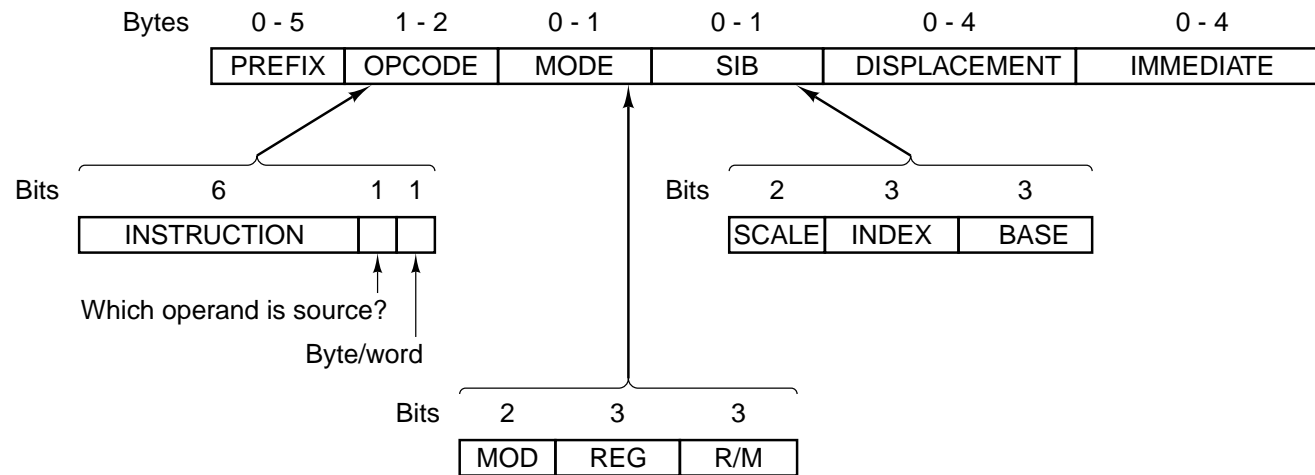 Bytes 0 - 5 1 - 2 0 - 1 0 - 1 0 - 4 0 - 4
PREFIX OPCODE MODE SIB DISPLACEMENT IMMEDIATE
Bits 6 1 1
INSTRUCTION
Which operand is source?
Byte/word
Bits 2 3 3
SCALE INDEX BASE
Bits 2 3 3
MOD REG R/M